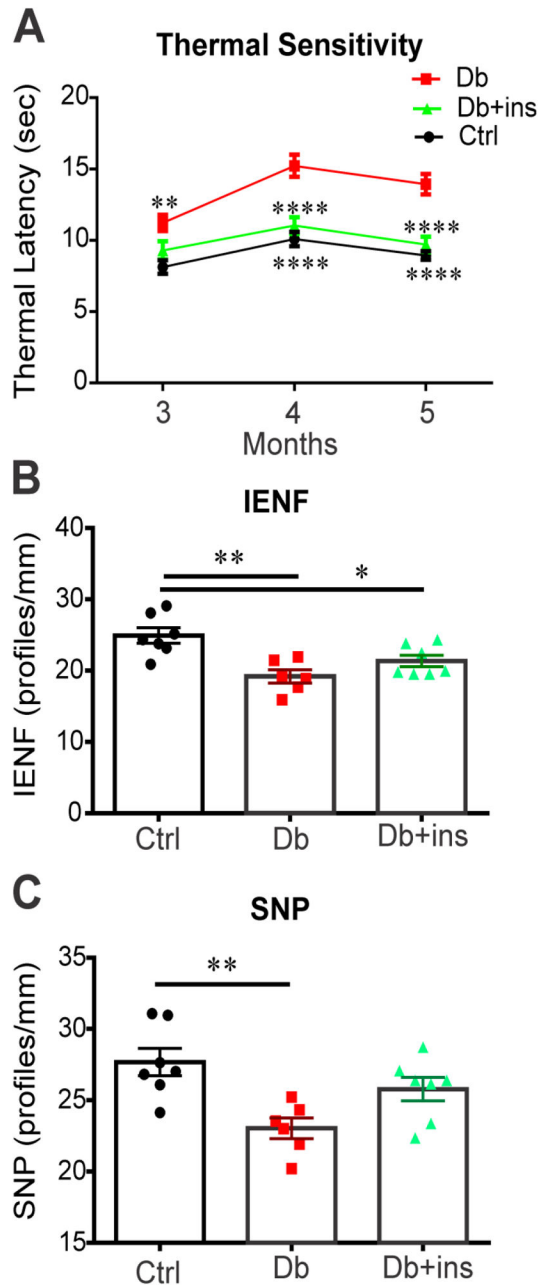 A
Thermal Sensitivity
Db
Db+ins
Ctrl
Thermal Latency (sec)
20
15
10
5
0
**
****
****
****
****
3 4 5
Months
B
IENF
IENF (profiles/mm)
40
30
20
10
0
**
*
Ctrl Db Db+ins
C
SNP
SNP (profiles/mm)
35
30
25
20
15
**
Ctrl Db Db+ins